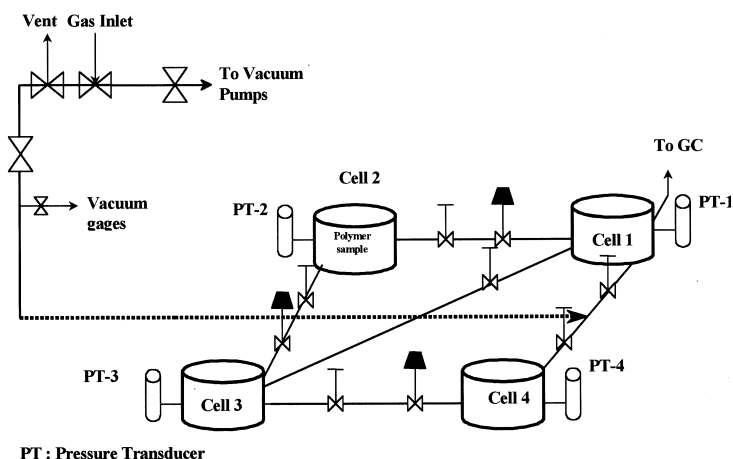 Vent Gas Inlet
To Vacuum
Pumps
To GC
Cell 2
Vacuum
gages
PT-2
PT-1
Polymer
sample
Cell 1
PT-3
PT-4
Cell 3
Cell 4
PT : Pressure Transducer